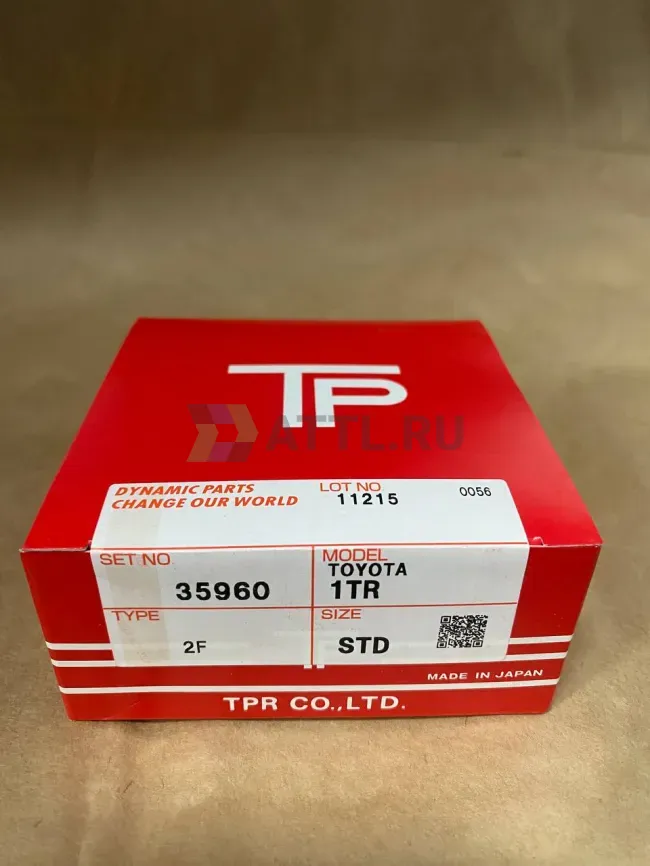 TP
ATTL.RU
DYNAMIC PARTS
CHANGE OUR WORLD
LOT NO
11215
0056
SET NO
35960
MODEL
TOYOTA
1TR
TYPE
2F
SIZE
STD
MADE IN JAPAN
TPR CO.,LTD.